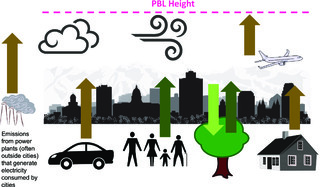 PBL Height
Emissions
from power
plants (often
outside cities)
that generate
electricity
consumed by
cities